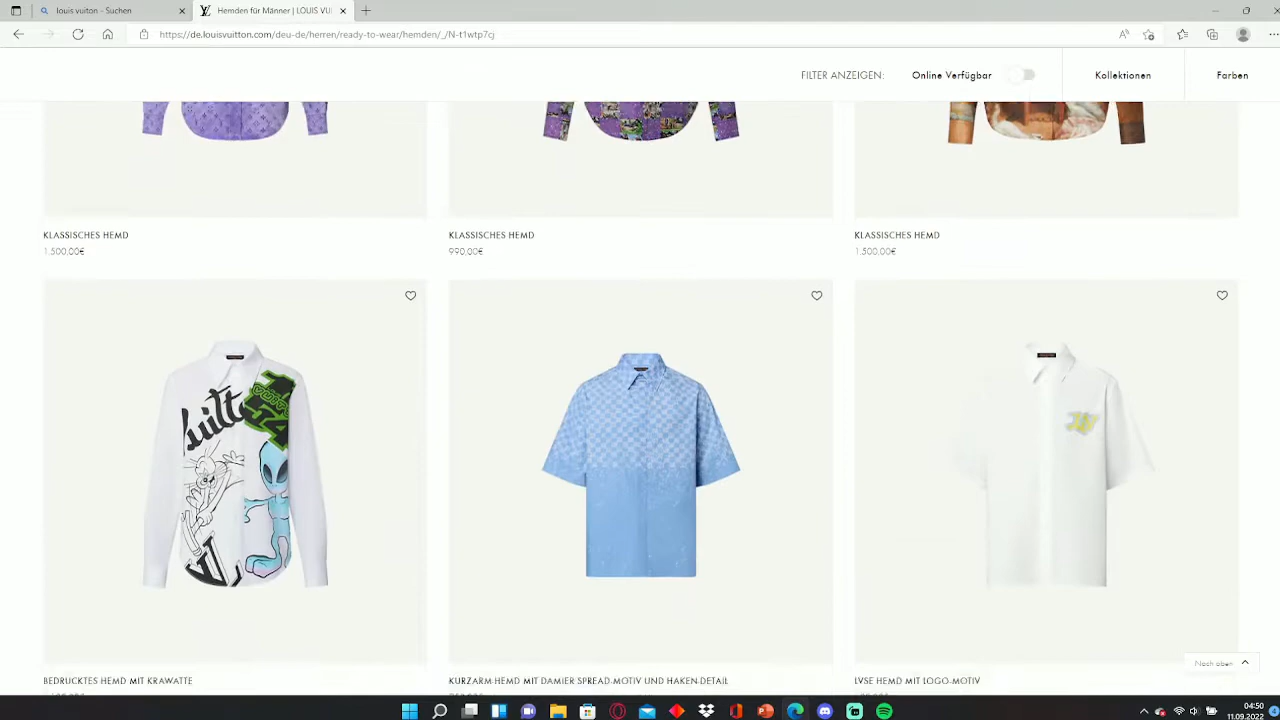 louis vuiton - Suchen
Hemden für Männer | LOUIS VUI
https://de.louisvuitton.com/deu-de/herren/ready-to-wear/hemden/_/N-t1wtp7cj
FILTER ANZEIGEN:
Online Verfügbar
Kollektionen
Farben
KLASSISCHES HEMD
1.500,00€
KLASSISCHES HEMD
990,00€
KLASSISCHES HEMD
1.500,00€
BEDRUCKTES HEMD MIT KRAWATTE
KURZARM-HEMD MIT DAMIER SPREAD-MOTIV UND HAKEN-DETAIL
LVSE HEMD MIT LOGO-MOTIV
Nach oben
04:50
11.09.2022